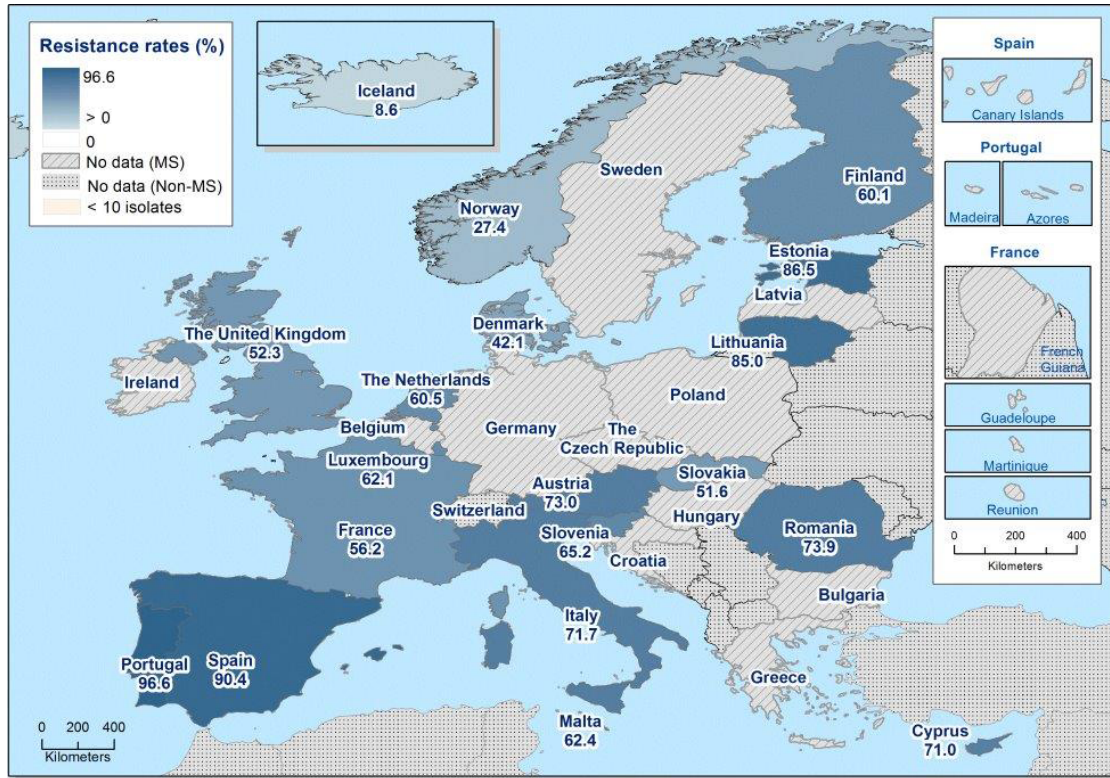 Resistance rates (%)
96.6
> 0
0
No data (MS)
No data (Non-MS)
< 10 isolates
Iceland
8.6
Sweden
Finland
60.1
Norway
27.4
Estonia
86.5
Latvia
Denmark
42.1
Lithuania
85.0
The United Kingdom
52.3
Ireland
The Netherlands
60.5
Poland
Belgium
Germany
The
Czech Republic
Luxembourg
62.1
Slovakia
51.6
Austria
73.0
Switzerland
Hungary
France
56.2
Slovenia
65.2
Romania
73.9
Croatia
Bulgaria
Italy
71.7
Portugal
96.6
Spain
90.4
Greece
Malta
62.4
Cyprus
71.0
0 200 400
Kilometers
Spain
Canary Islands
Portugal
Madeira
Azores
France
French
Guiana
Guadeloupe
Martinique
Reunion
0 200 400
Kilometers